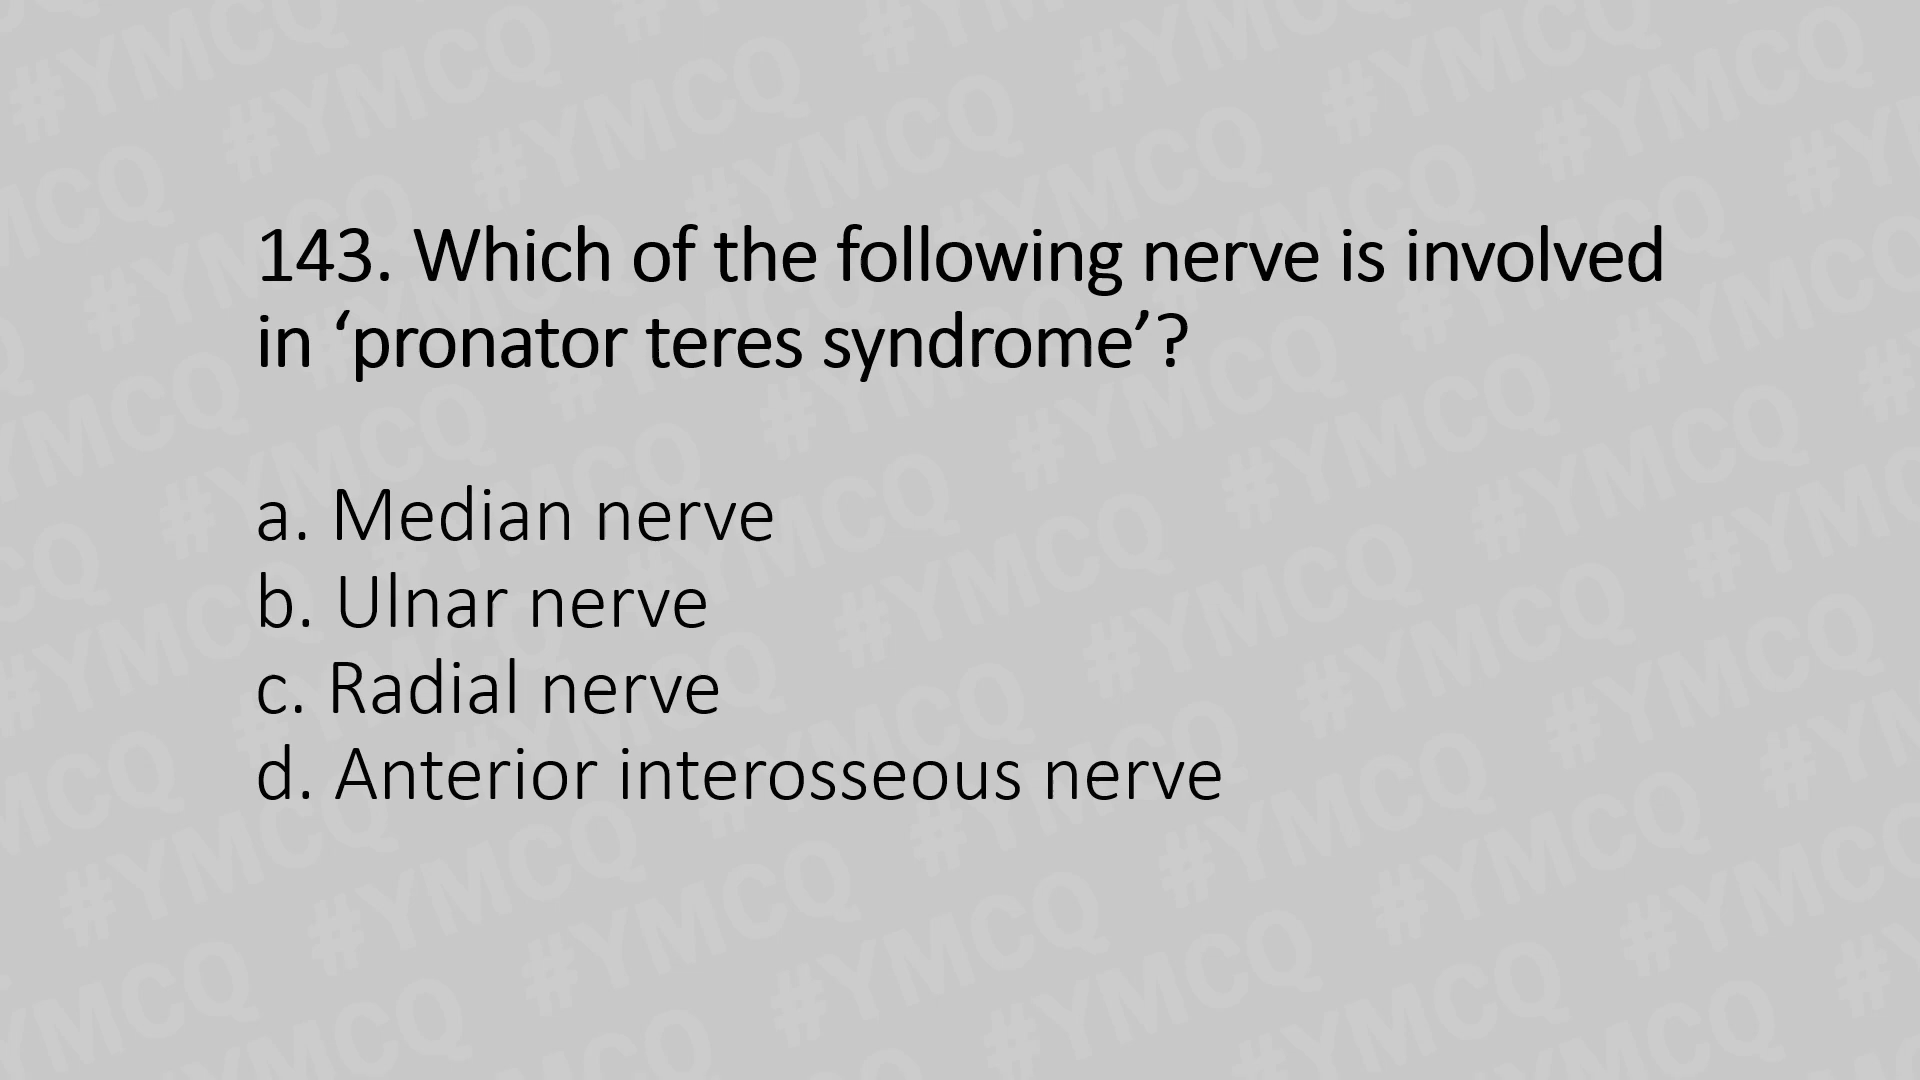 143. Which of the following nerve is involved
in ‘pronator teres syndrome’?
a. Median nerve
b. Ulnar nerve
c. Radial nerve
d. Anterior interosseous nerve
#YMCQ